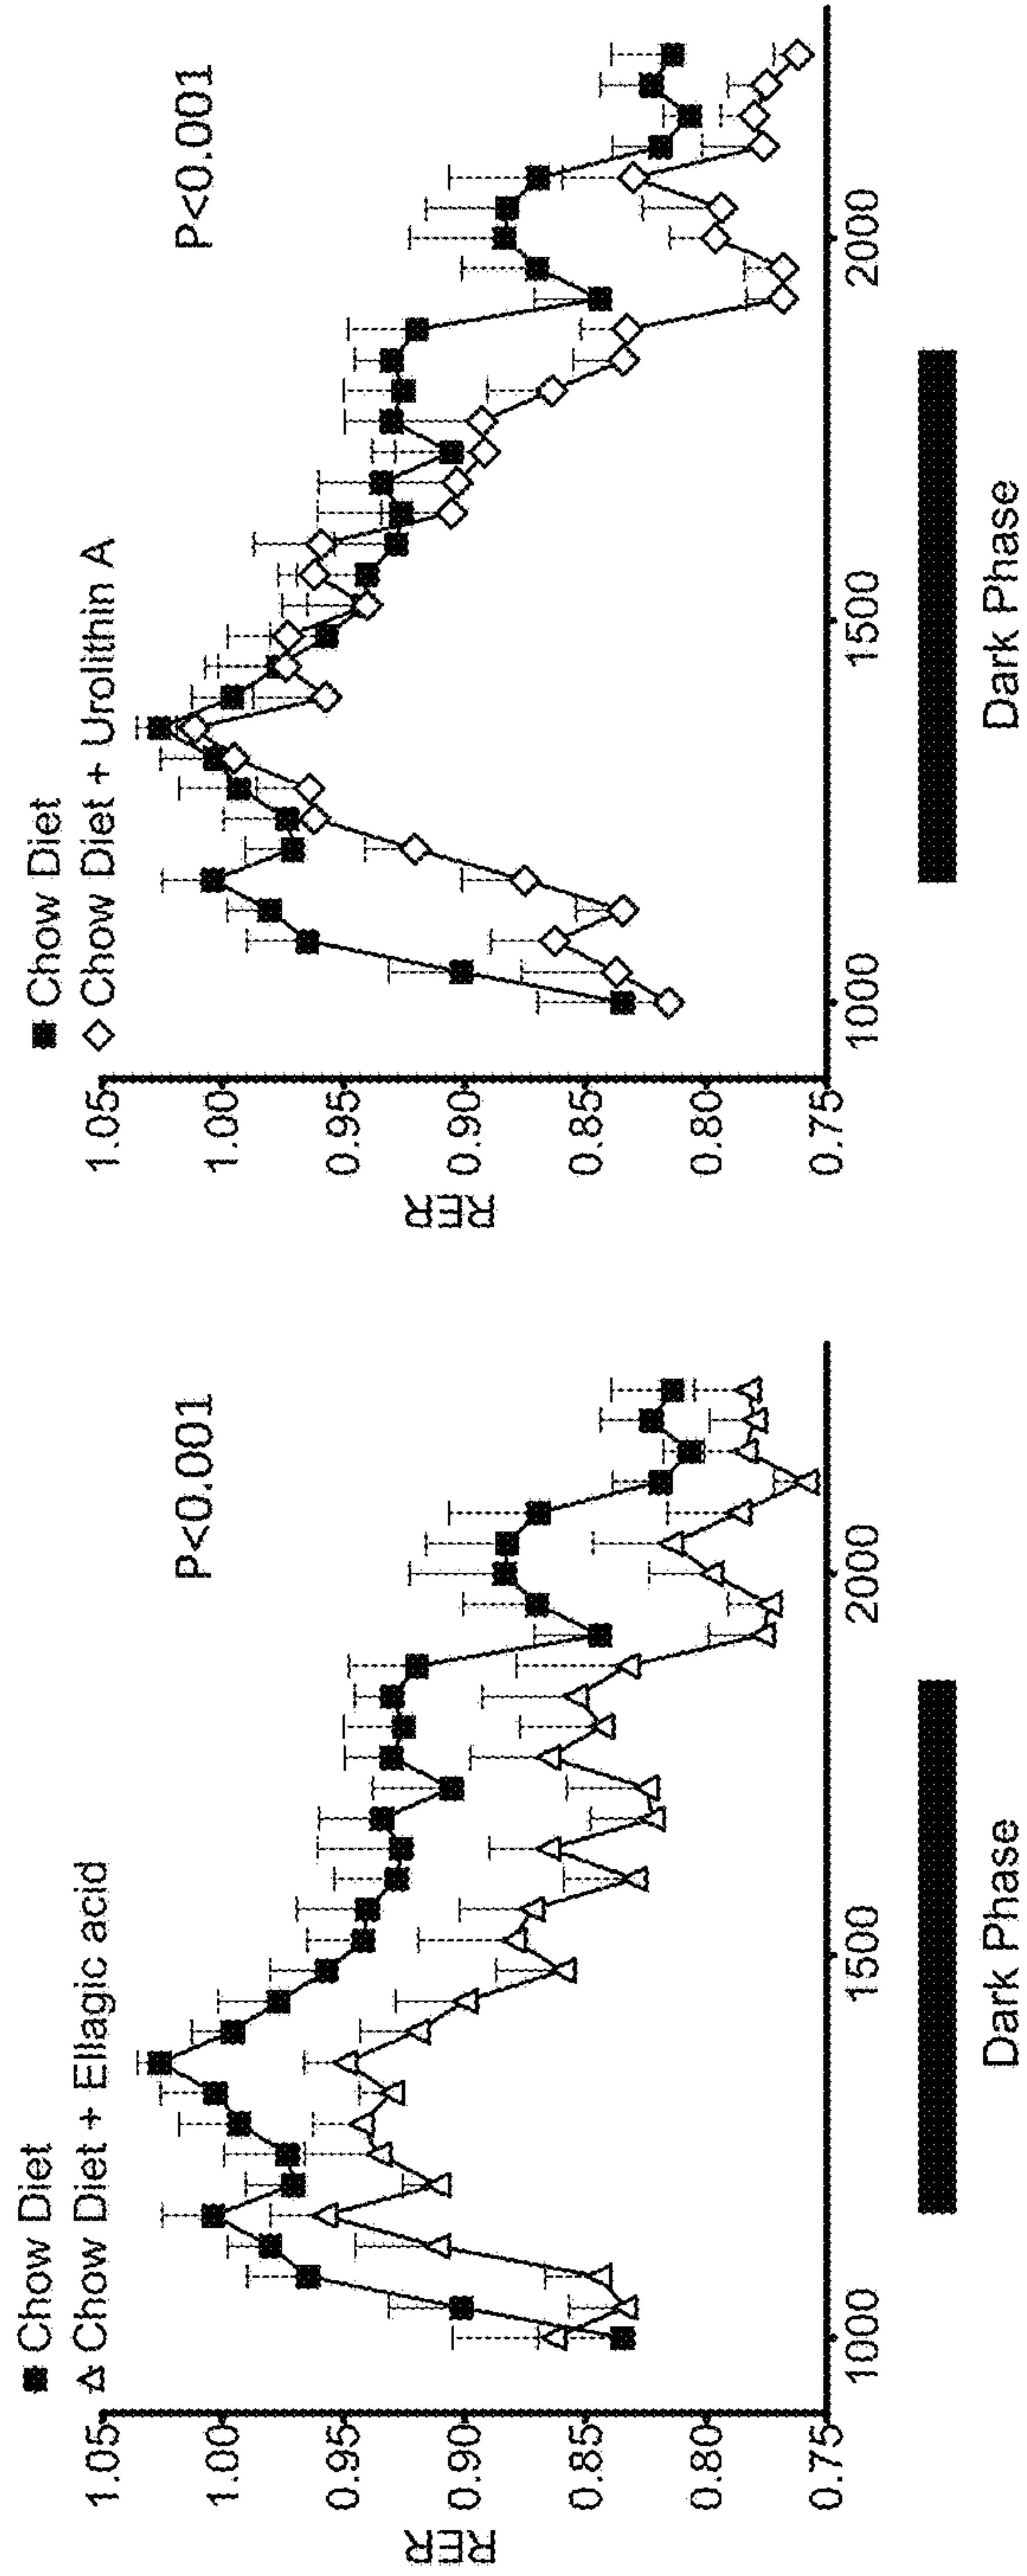 Chow Diet
Chow Diet + Ellagic acid
P<0.001
RER
1.05
1.00
0.95
0.90
0.85
0.80
0.75
1000
1500
2000
Dark Phase
Chow Diet
Chow Diet + Urolithin A
P<0.001
RER
1.05
1.00
0.95
0.90
0.85
0.80
0.75
1000
1500
2000
Dark Phase